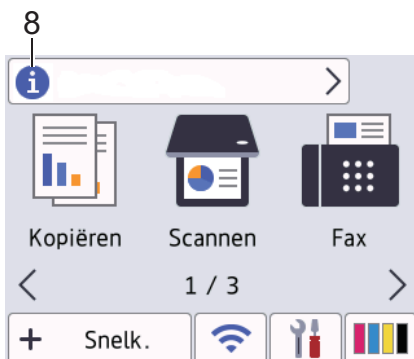 8
i
Kopiëren Scannen Fax
1 / 3
+ Snelk.